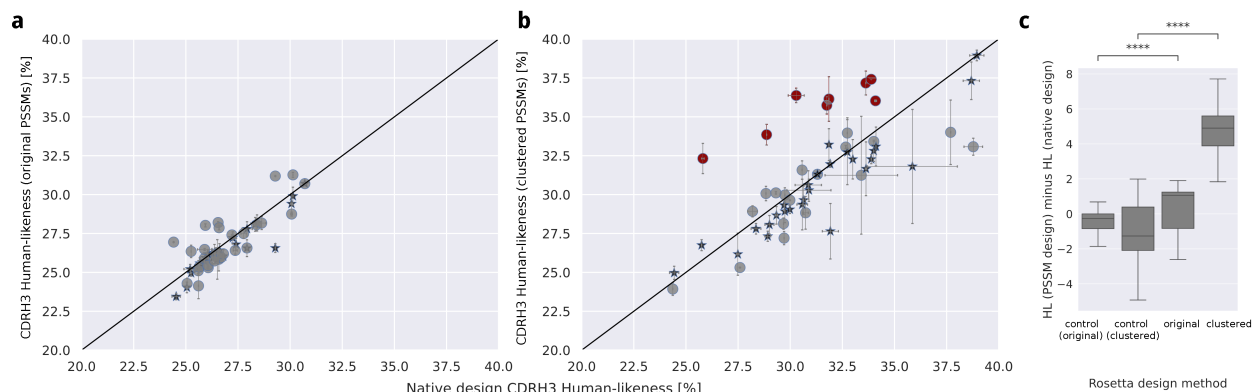 a
b
c
CDRH3 Human-likeness (original PSSMs) [%]
40.0
37.5
35.0
32.5
30.0
27.5
25.0
22.5
20.0
20.0 22.5 25.0 27.5 30.0 32.5 35.0 37.5 40.0
CDRH3 Human-likeness (clustered PSSMs) [%]
40.0
37.5
35.0
32.5
30.0
27.5
25.0
22.5
20.0
20.0 22.5 25.0 27.5 30.0 32.5 35.0 37.5 40.0
Native design CDRH3 Human-likeness [%]
****
****
HL (PSSM design) minus HL (native design)
8
6
4
2
0
−2
−4
control control original clustered
(original) (clustered)
Rosetta design method